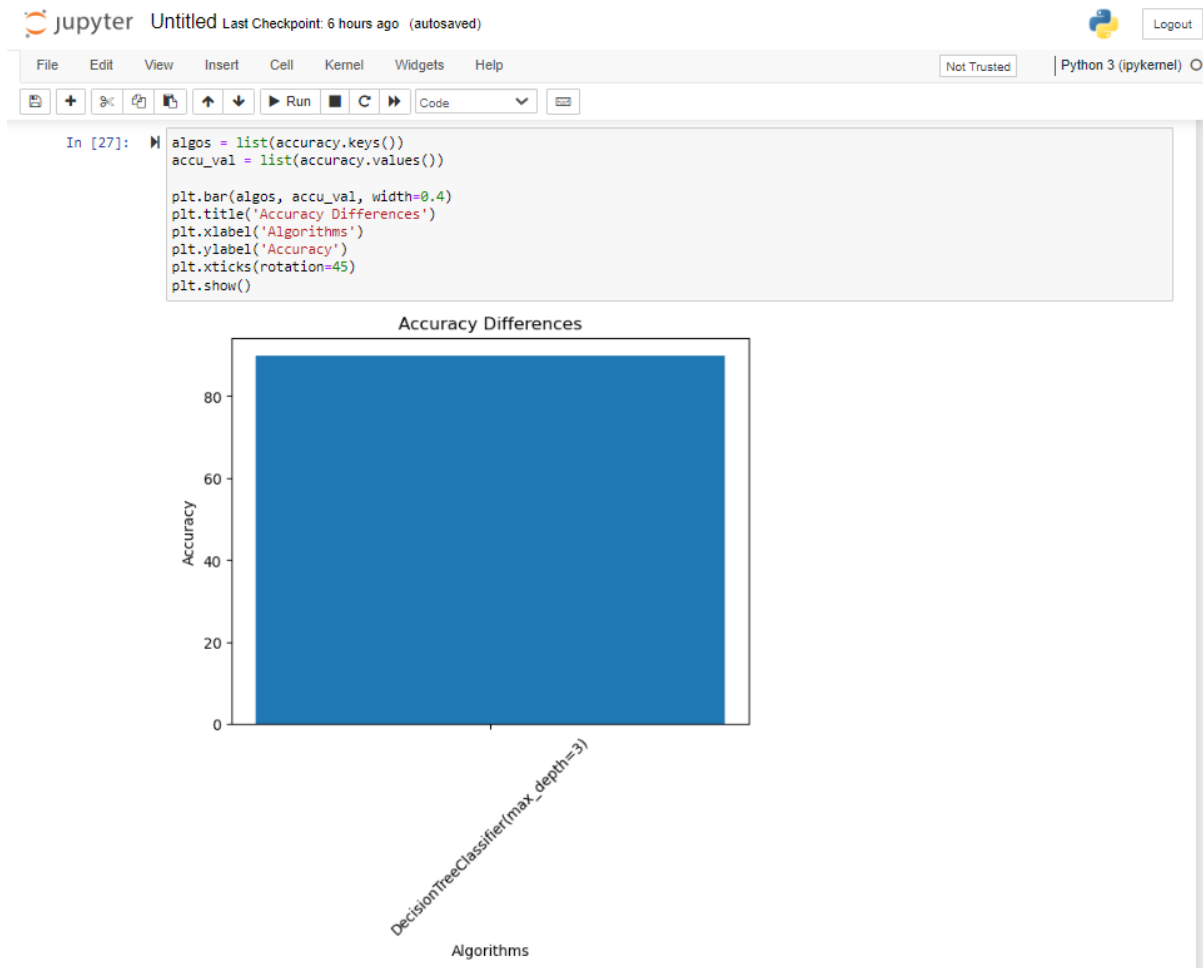 jupyter Untitled Last Checkpoint: 6 hours ago (autosaved)
Logout
File Edit View Insert Cell Kernel Widgets Help
Not Trusted
Python 3 (ipykernel)
Run
Code
In [27]:
algos = list(accuracy.keys())
accu_val = list(accuracy.values())
plt.bar(algos, accu_val, width=0.4)
plt.title('Accuracy Differences')
plt.xlabel('Algorithms')
plt.ylabel('Accuracy')
plt.xticks(rotation=45)
plt.show()
Accuracy Differences
80
60
40
20
0
Accuracy
DecisionTreeClassifier(max_depth=3)
Algorithms